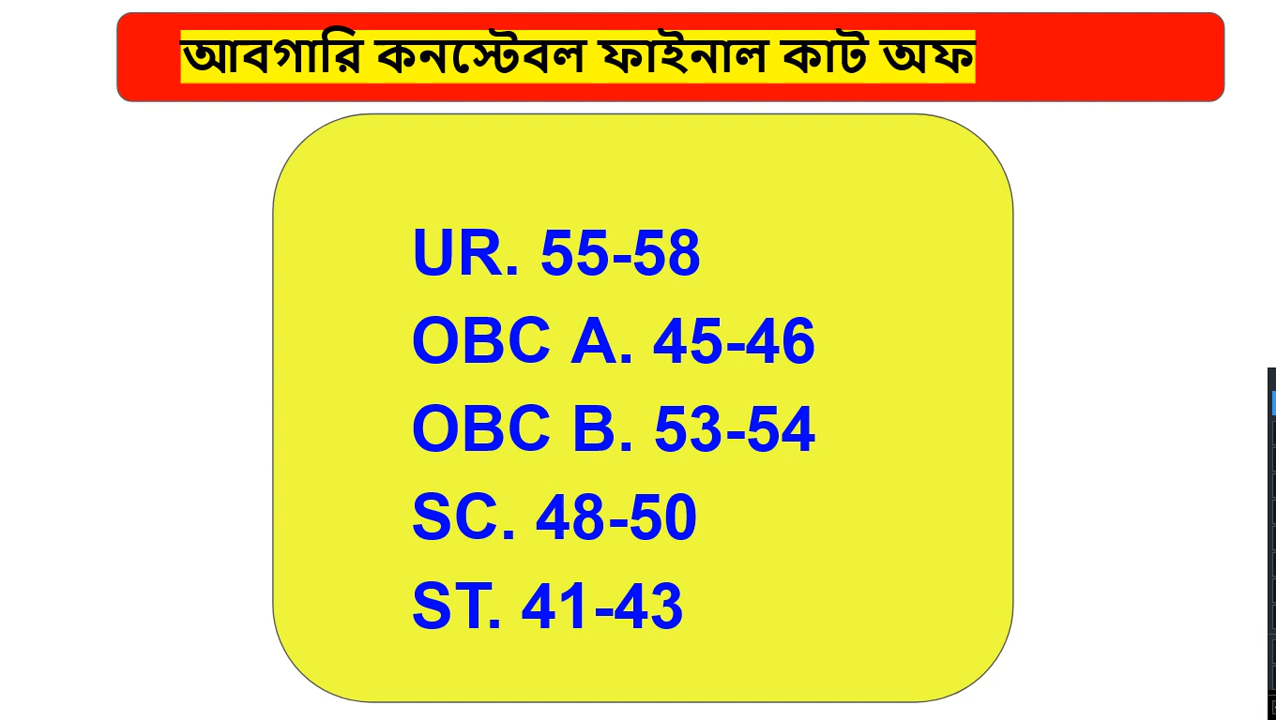 আবগারি কনস্টেবল ফাইনাল কাট অফ
UR. 55-58
OBC A. 45-46
OBC B. 53-54
SC. 48-50
ST. 41-43